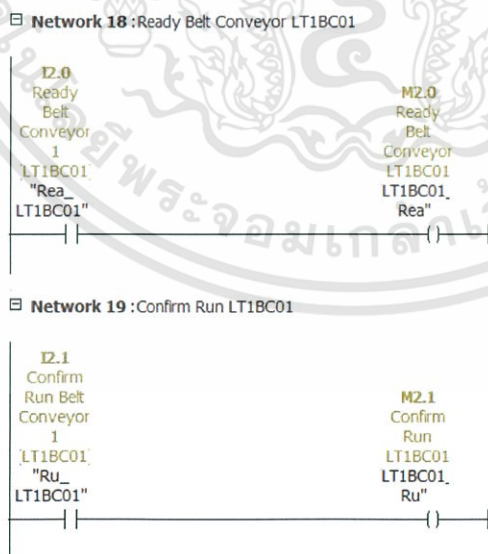 Network 18 :Ready Belt Conveyor LT1BC01
I2.0
Ready
Belt
Conveyor
1
[LT1BC01]
"Rea_
LT1BC01"
M2.0
Ready
Belt
Conveyor
LT1BC01
LT1BC01_
Rea"
Network 19 :Confirm Run LT1BC01
I2.1
Confirm
Run Belt
Conveyor
1
[LT1BC01]
"Ru_
LT1BC01"
M2.1
Confirm
Run
LT1BC01
LT1BC01_
Ru"